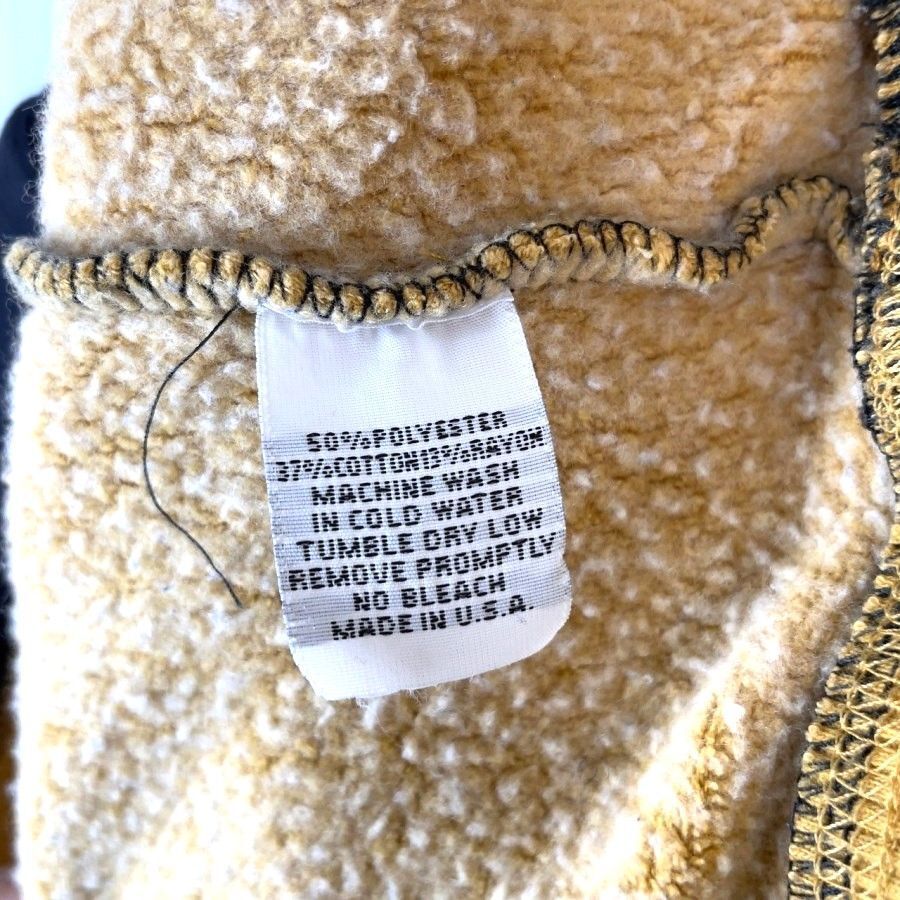 50%POLYESTER
37%COTTON13%RAYON
MACHINE WASH
IN COLD WATER
TUMBLE DRY LOW
REMOVE PROMPTLY
NO BLEACH
MADE IN U.S.A.